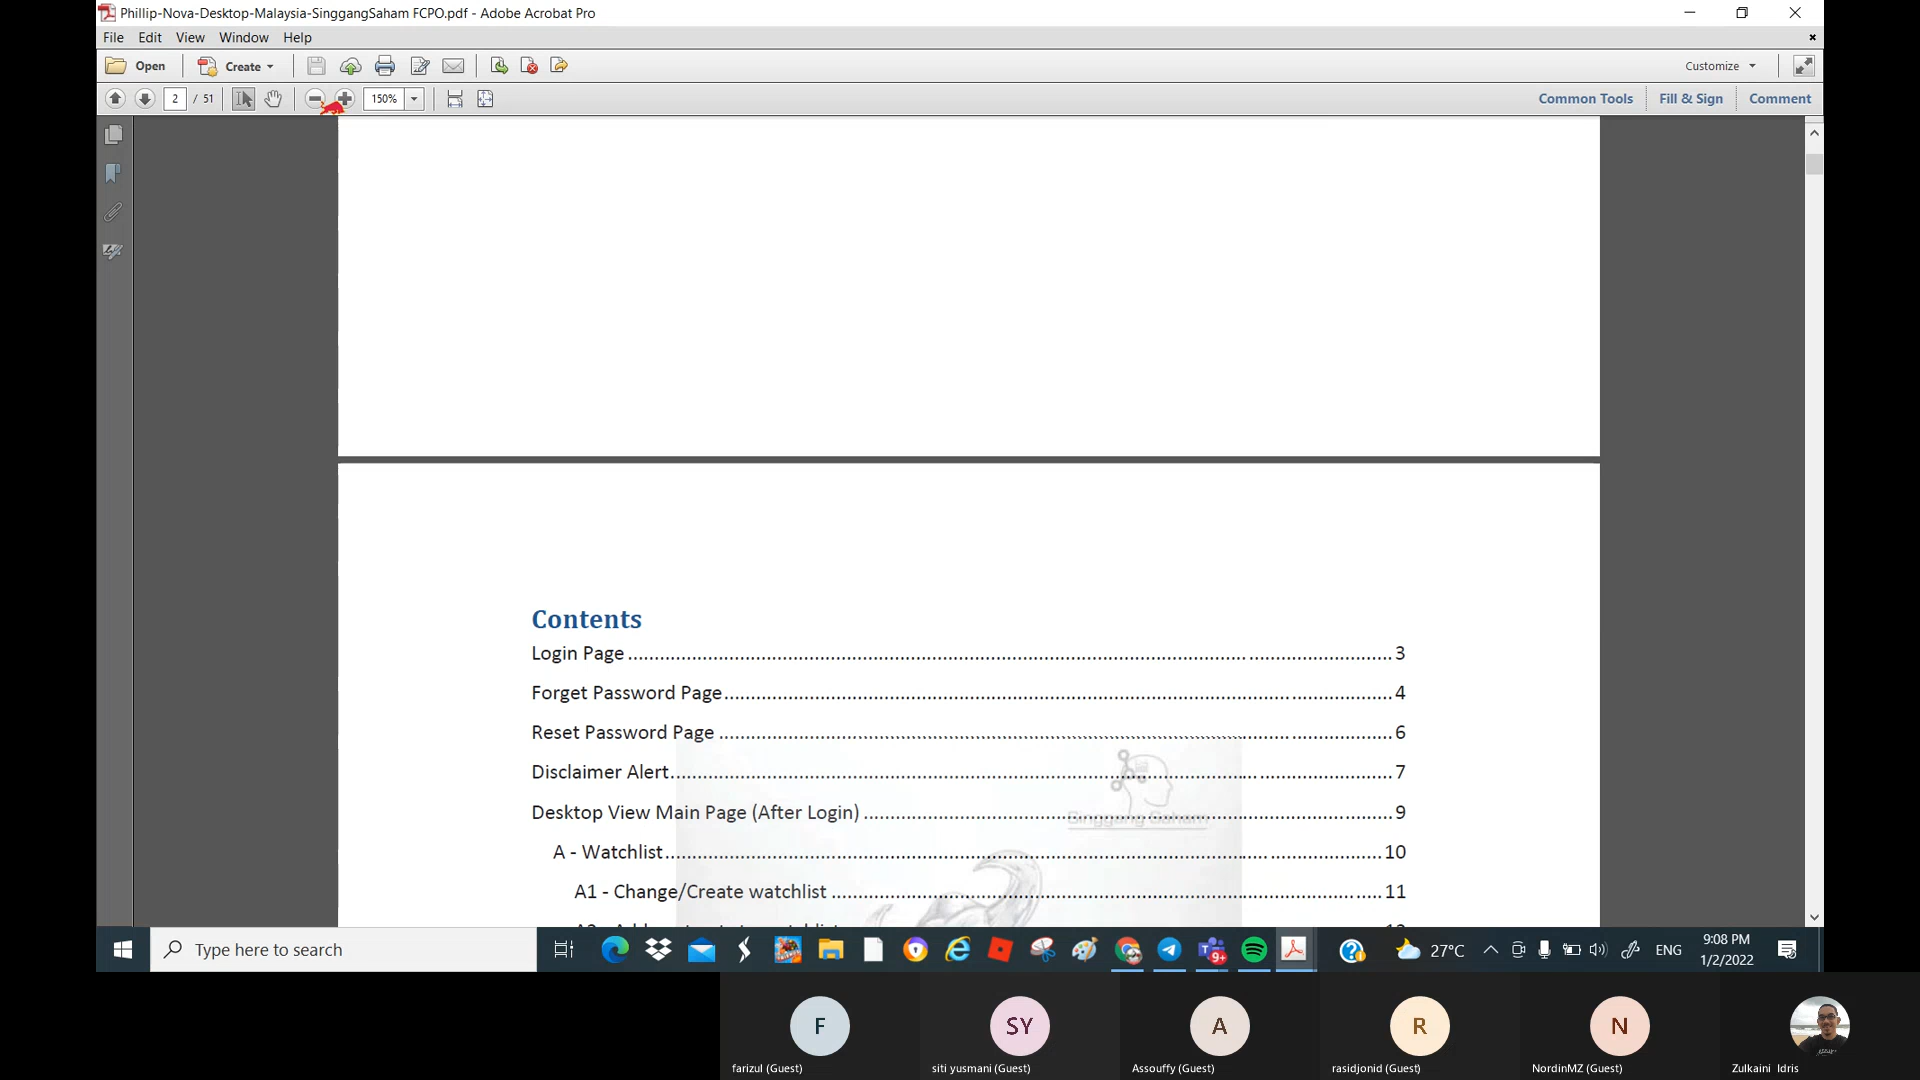 Phillip-Nova-Desktop-Malaysia-SinggangSaham FCPO.pdf - Adobe Acrobat Pro
File Edit View Window Help
Open Create Customize
2 / 51 150% Common Tools Fill & Sign Comment
Contents
Login Page 3
Forget Password Page 4
Reset Password Page 6
Disclaimer Alert 7
Singgang Saham
Desktop View Main Page (After Login) 9
A - Watchlist 10
A1 - Change/Create watchlist 11
Type here to search
9+
27°C
ENG
9:08 PM
1/2/2022
F
SY
A
R
N
farizul (Guest)
siti yusmani (Guest)
Assouffy (Guest)
rasidjonid (Guest)
NordinMZ (Guest)
Zulkaini Idris